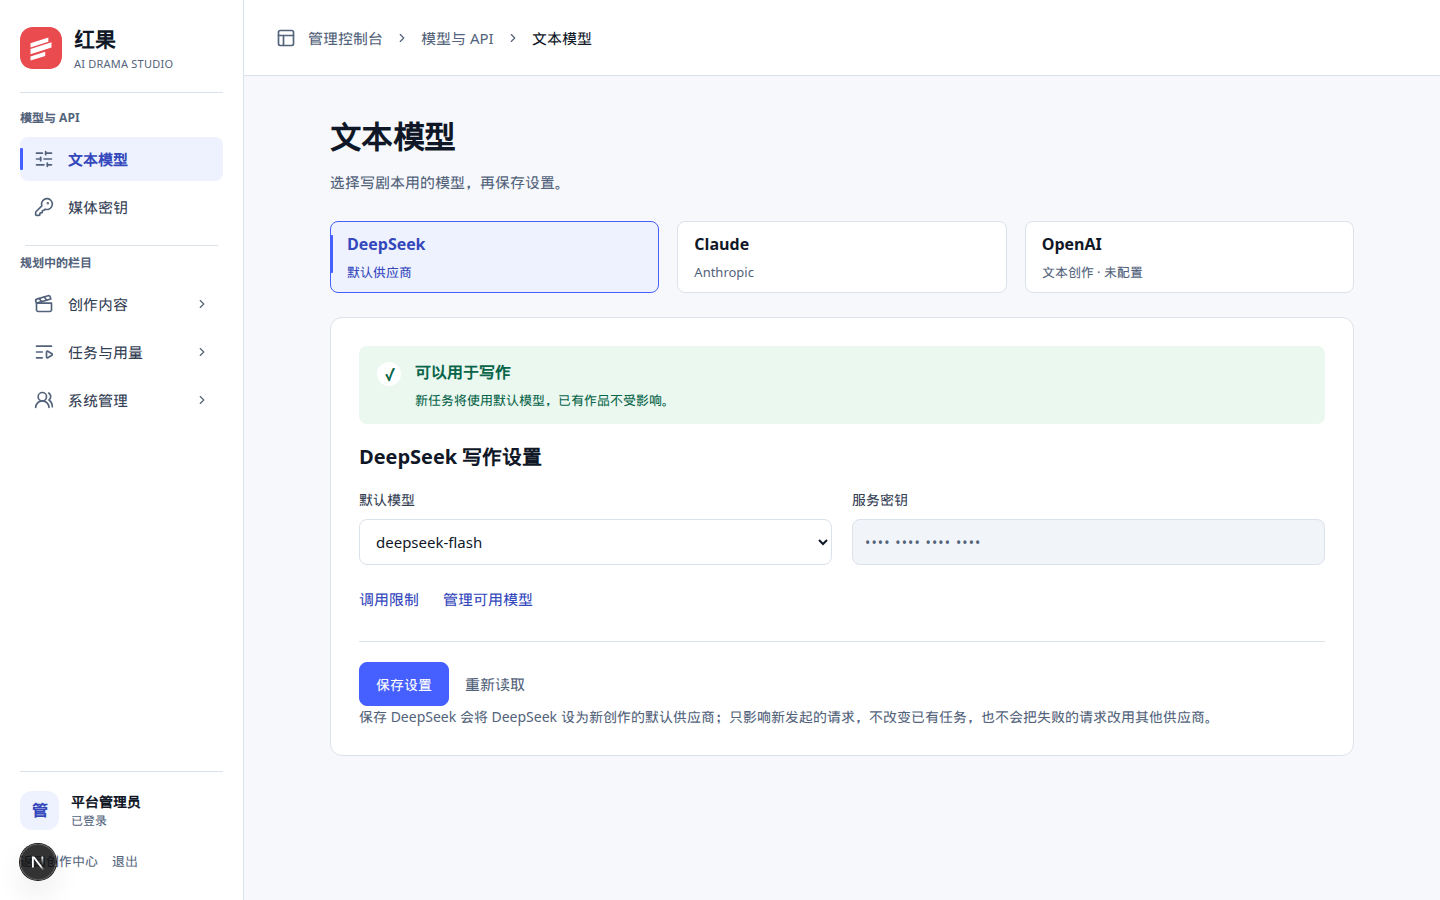 红果
AI DRAMA STUDIO
模型与 API
文本模型
媒体密钥
规划中的栏目
创作内容
任务与用量
系统管理
管
平台管理员
已登录
作中心
退出
管理控制台
模型与 API
文本模型
文本模型
选择写剧本用的模型，再保存设置。
DeepSeek
默认供应商
Claude
Anthropic
OpenAI
文本创作 · 未配置
可以用于写作
新任务将使用默认模型，已有作品不受影响。
DeepSeek 写作设置
默认模型
服务密钥
deepseek-flash
•••• •••• •••• ••••
调用限制
管理可用模型
保存设置
重新读取
保存 DeepSeek 会将 DeepSeek 设为新创作的默认供应商；只影响新发起的请求，不改变已有任务，也不会把失败的请求改用其他供应商。